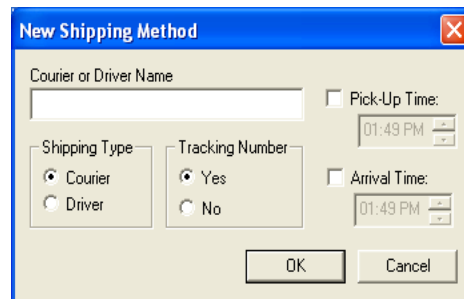 New Shipping Method
Courier or Driver Name
Pick-Up Time:
01:49 PM
Shipping Type
Tracking Number
Courier
Yes
Arrival Time:
Driver
No
01:49 PM
OK
Cancel